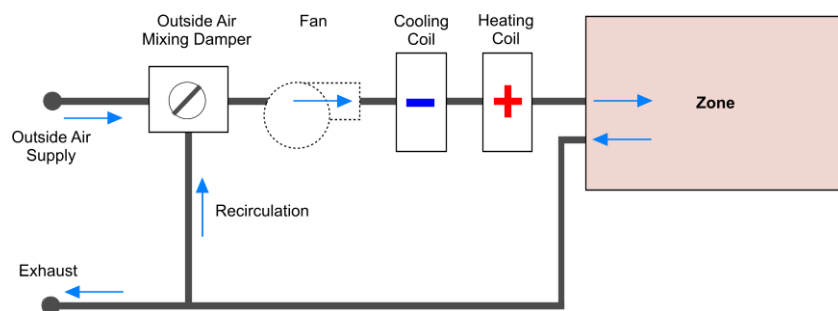 Outside Air
Mixing Damper
Fan
Cooling
Coil
Heating
Coil
Zone
Outside Air
Supply
Recirculation
Exhaust